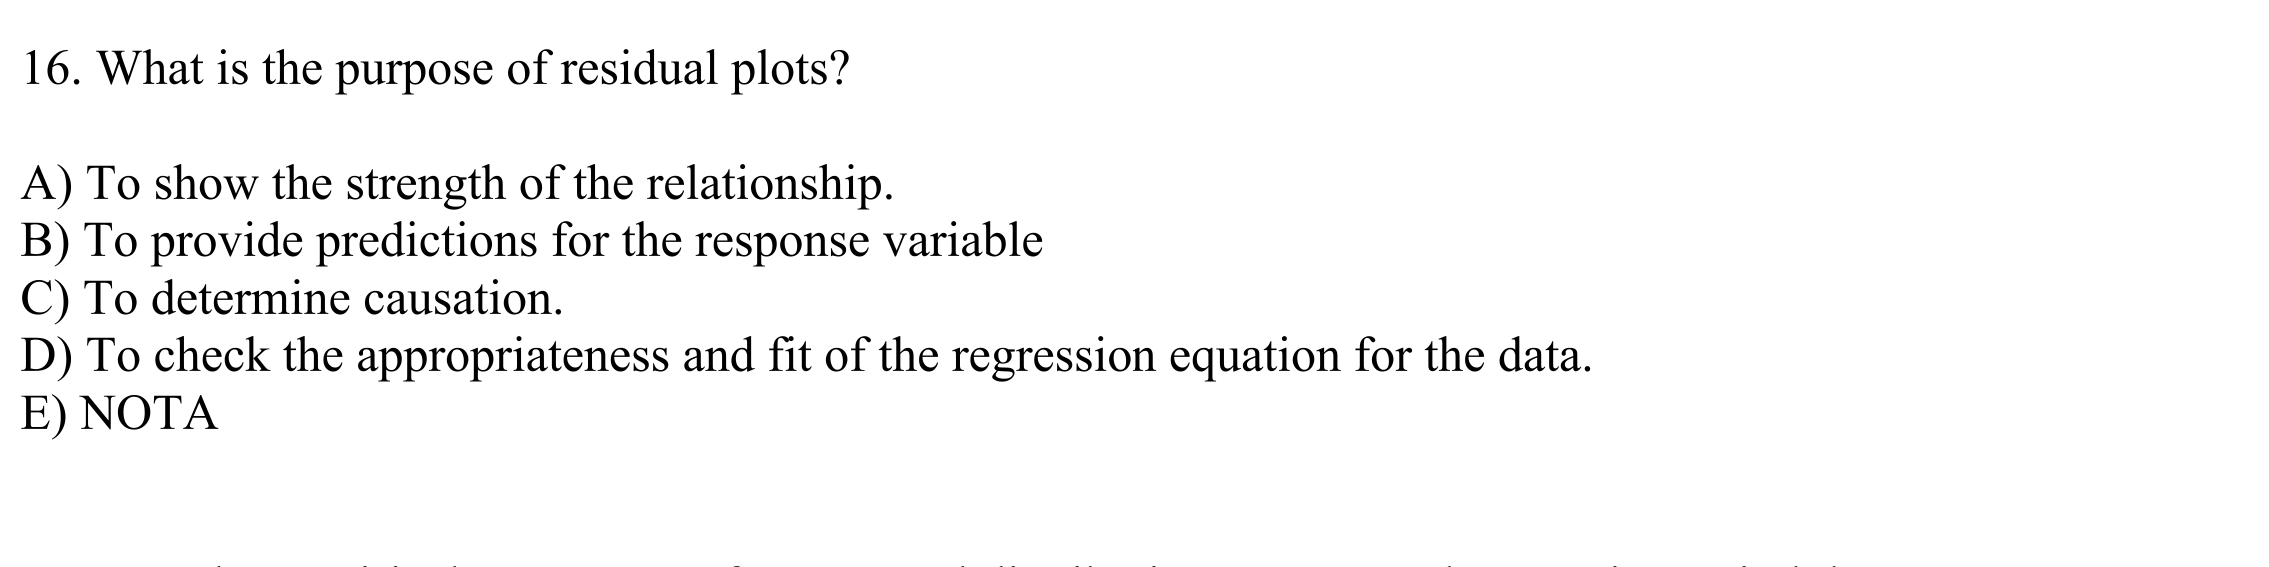 16. What is the purpose of residual plots?
A) To show the strength of the relationship.
B) To provide predictions for the response variable
C) To determine causation.
D) To check the appropriateness and fit of the regression equation for the data.
E) NOTA